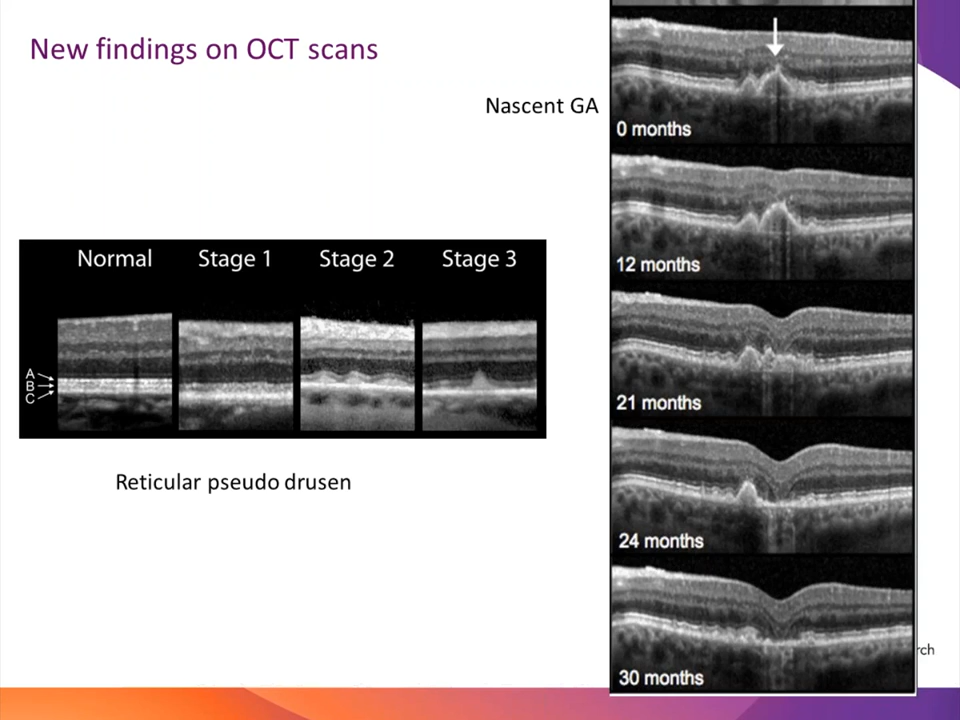 New findings on OCT scans
Nascent GA
0 months
12 months
21 months
24 months
30 months
Normal Stage 1 Stage 2 Stage 3
A
B
C
Reticular pseudo drusen
rch